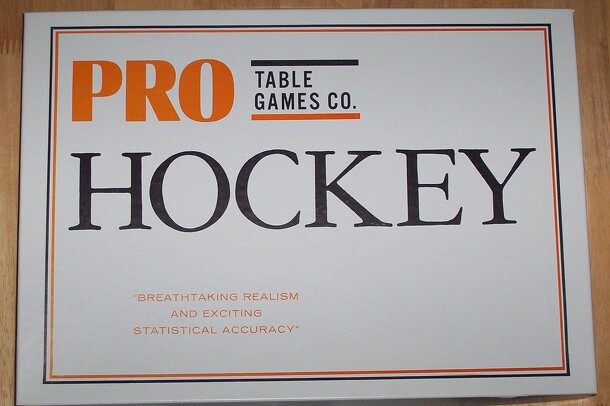 PRO
TABLE
GAMES CO.
HOCKEY
"BREATHTAKING REALISM
AND EXCITING
STATISTICAL ACCURACY"